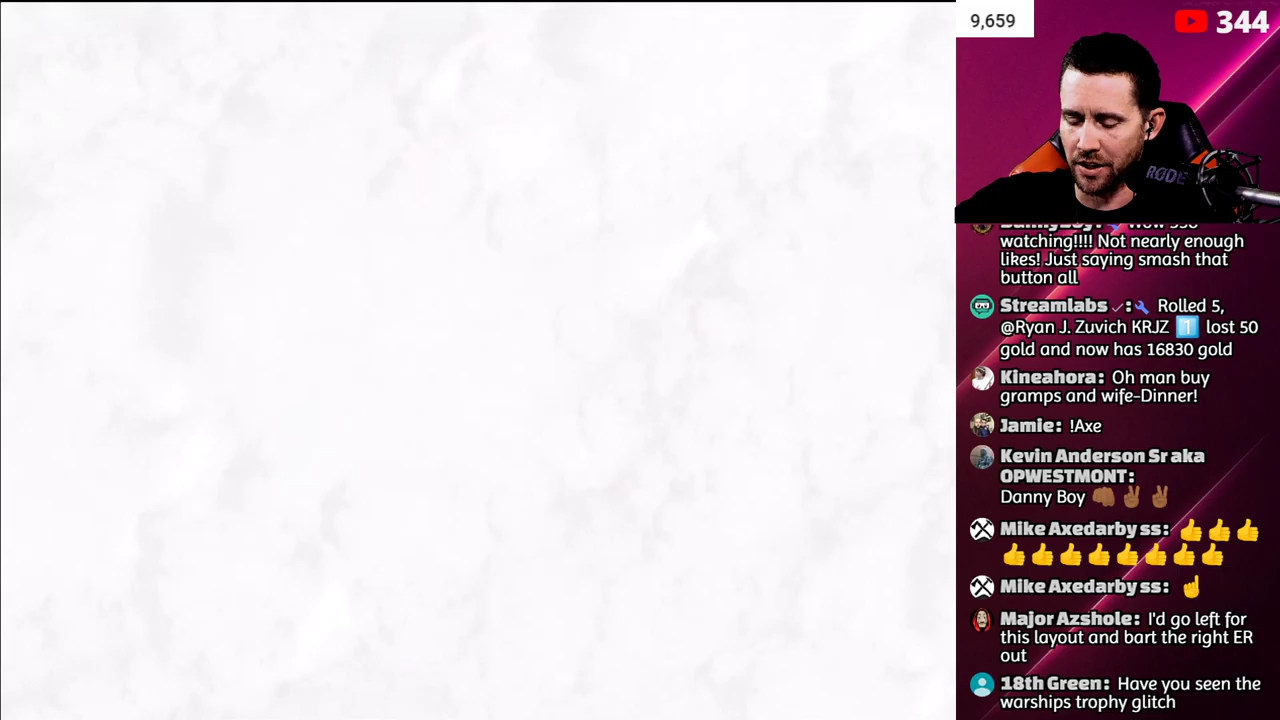 9,659
344
RØDE
watching!!!! Not nearly enough
likes! Just saying smash that
button all
Streamlabs : Rolled 5,
@Ryan J. Zuvich KRJZ 1 lost 50
gold and now has 16830 gold
Kineahora: Oh man buy
gramps and wife-Dinner!
Jamie: !Axe
Kevin Anderson Sr aka
OPWESTMONT:
Danny Boy 👊🏾 ✌🏾 ✌🏾
Mike Axedarby ss: 👍 👍 👍
👍 👍 👍 👍 👍 👍 👍 👍
Mike Axedarby ss: ☝
Major Azshole: I'd go left for
this layout and bart the right ER
out
18th Green: Have you seen the
warships trophy glitch